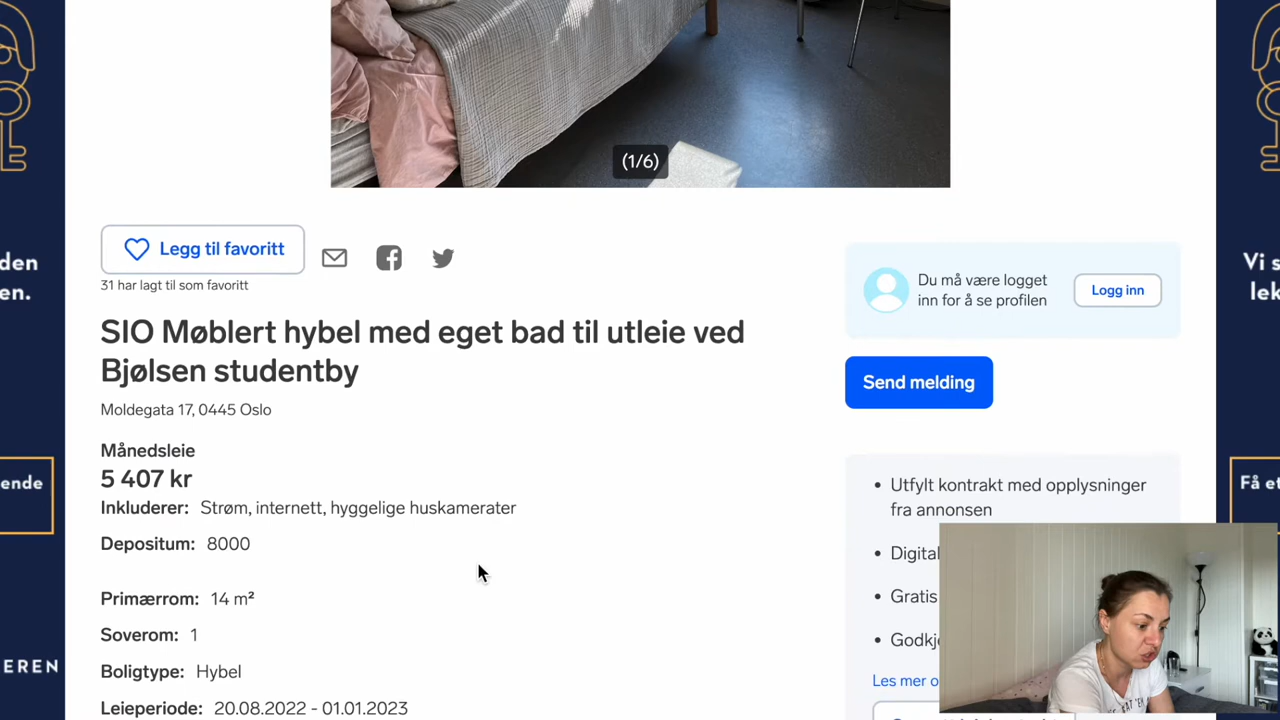 (1/6)
Legg til favoritt
31 har lagt til som favoritt
SIO Møblert hybel med eget bad til utleie ved
Bjølsen studentby
Moldegata 17, 0445 Oslo
Månedsleie
5 407 kr
Inkluderer: Strøm, internett, hyggelige huskamerater
Depositum: 8000
Primærrom: 14 m²
Soverom: 1
Boligtype: Hybel
Leieperiode: 20.08.2022 - 01.01.2023
Du må være logget
inn for å se profilen
Logg inn
Send melding
• Utfylt kontrakt med opplysninger
fra annonsen
• Digital
• Gratis
• Godkj
Les mer o
den
en.
ende
EREN
Vi s
lek
Få et